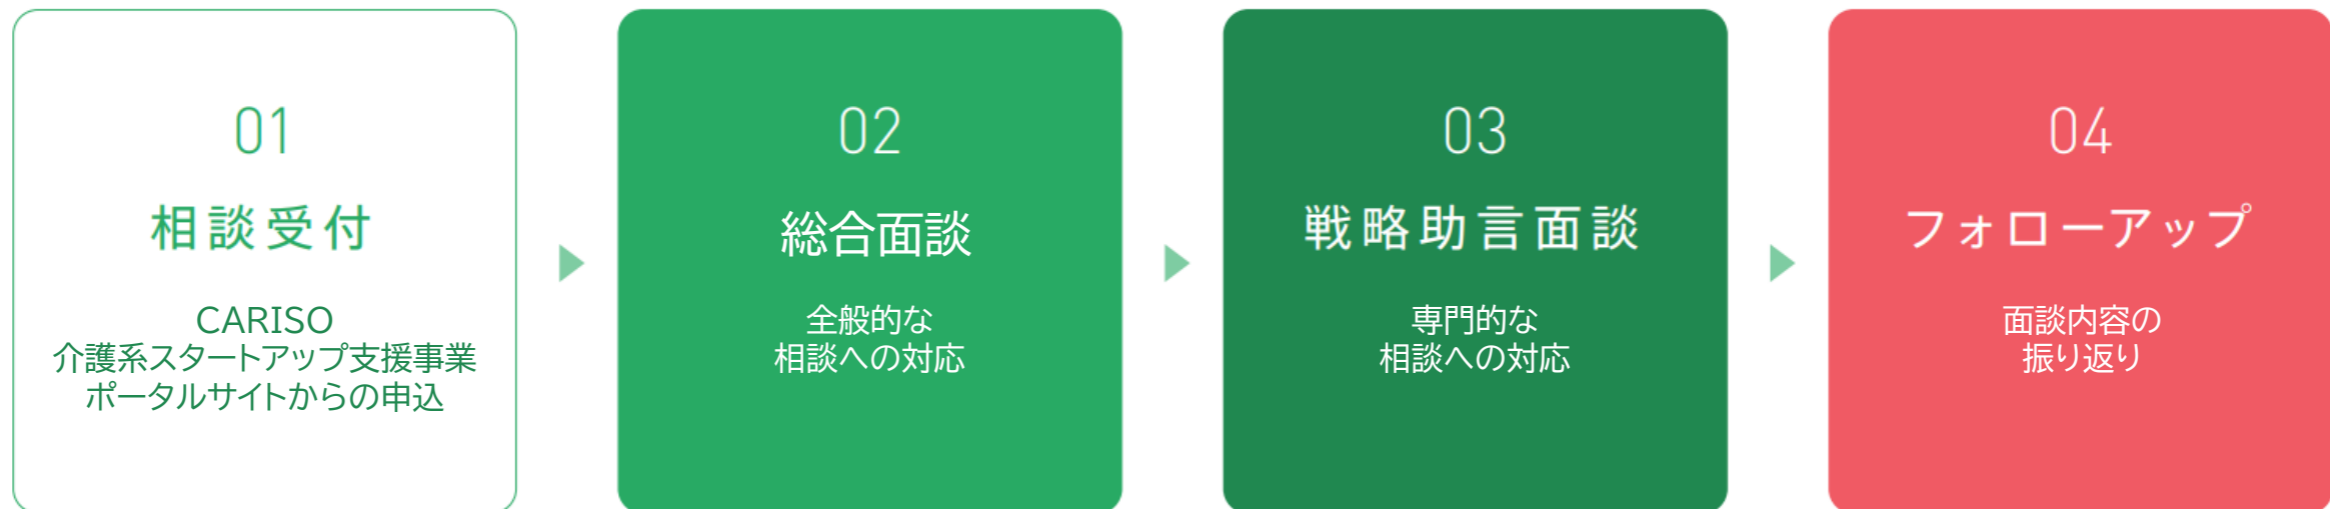 01
相談受付
CARISO
介護系スタートアップ支援事業
ポータルサイトからの申込
02
総合面談
全般的な
相談への対応
03
戦略助言面談
専門的な
相談への対応
04
フォローアップ
面談内容の
振り返り